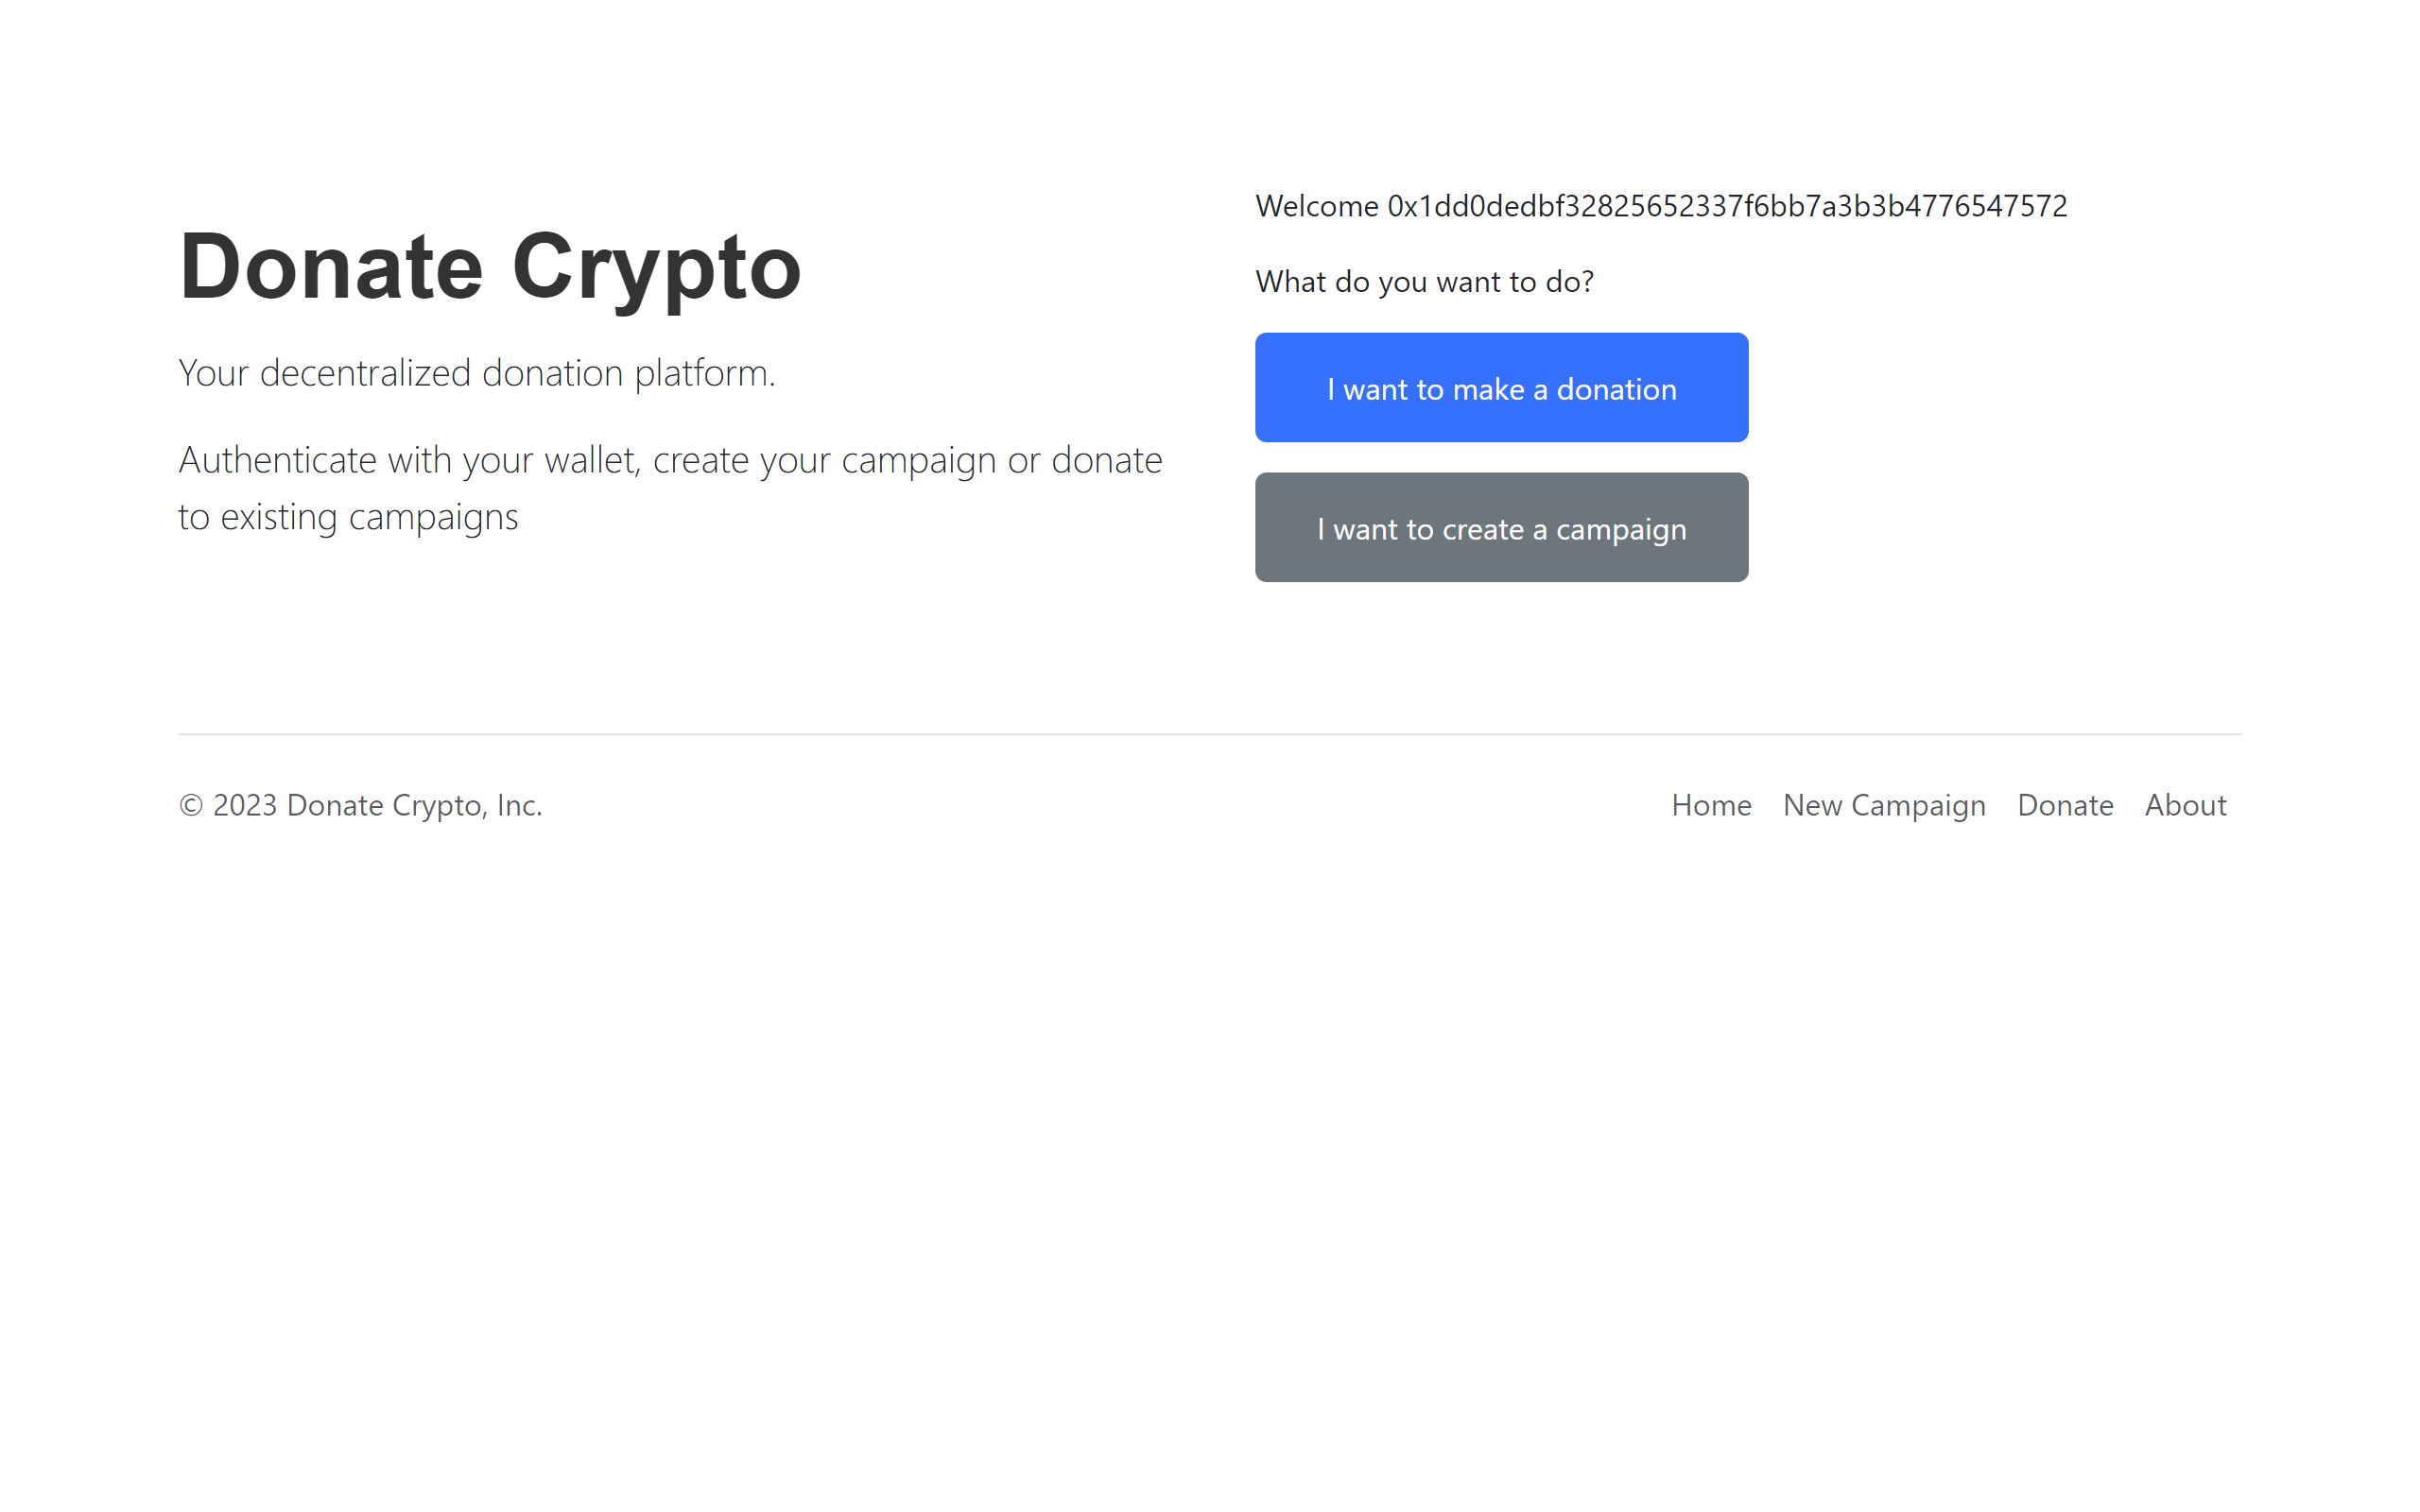 Donate Crypto
Your decentralized donation platform.
Authenticate with your wallet, create your campaign or donate
to existing campaigns
Welcome 0x1dd0dedbf32825652337f6bb7a3b3b4776547572
What do you want to do?
I want to make a donation
I want to create a campaign
© 2023 Donate Crypto, Inc.
Home New Campaign Donate About